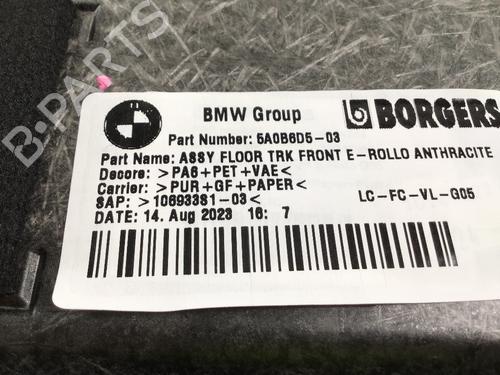 BMW Group
BORGERS
Part Number: 5A0B6D5-03
Part Name: ASSY FLOOR TRK FRONT E-ROLLO ANTHRACITE
Decore: >PA6+PET+VAE<
Carrier: >PUR+GF+PAPER<
SAP: >10693381-03<
LC-FC-VL-G05
DATE: 14. Aug 2023 16: 7
B-PARTS